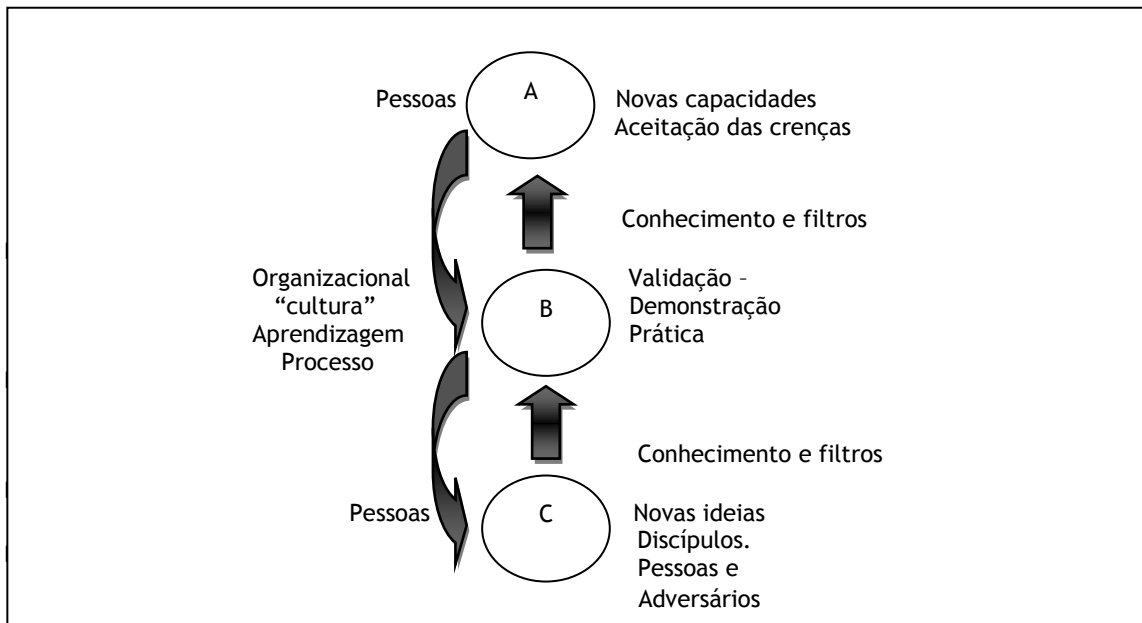 Pessoas
A
Novas capacidades
Aceitação das crenças
Conhecimento e filtros
Organizacional
“cultura”
Aprendizagem
Processo
B
Validação –
Demonstração
Prática
Conhecimento e filtros
Pessoas
C
Novas ideias
Discípulos.
Pessoas e
Adversários